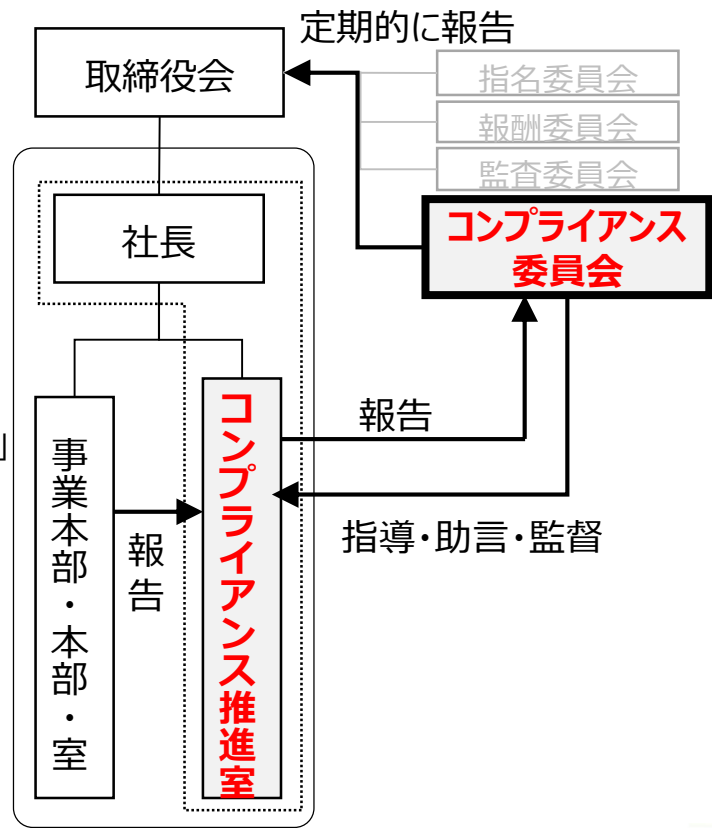 定期的に報告
取締役会
指名委員会
報酬委員会
監査委員会
コンプライアンス
委員会
社長
報告
指導・助言・監督
」
事業本部・本部・室
報告
コンプライアンス推進室